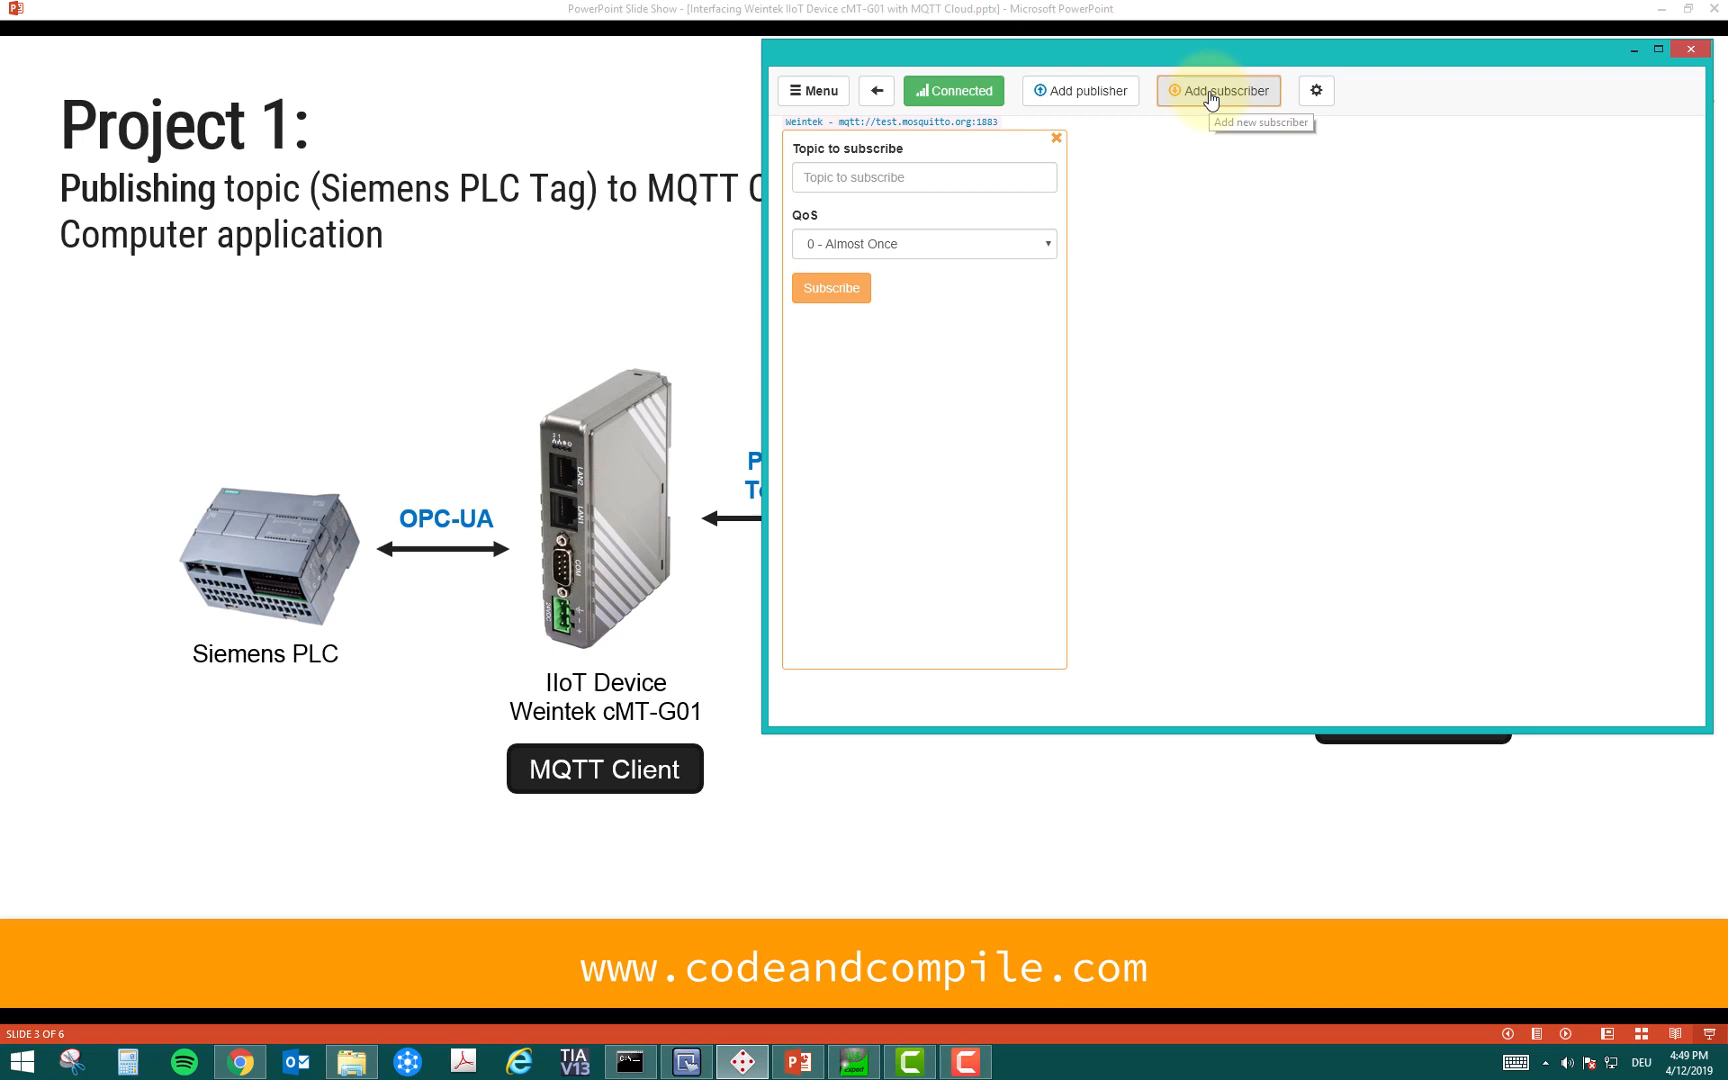 PowerPoint Slide Show - [Interfacing Weintek IIoT Device cMT-G01 with MQTT Cloud.pptx] - Microsoft PowerPoint
Project 1:
Publishing topic (Siemens PLC Tag) to MQTT C
Computer application
Menu
Connected
Add publisher
Add subscriber
Add new subscriber
Weintek - mqtt://test.mosquitto.org:1883
Topic to subscribe
Topic to subscribe
QoS
0 - Almost Once
Subscribe
OPC-UA
P
LAN2
LAN1
COM
Siemens PLC
IIoT Device
Weintek cMT-G01
MQTT Client
www.codeandcompile.com
SLIDE 3 OF 6
TIA
V13
DEU
4:49 PM
4/12/2019